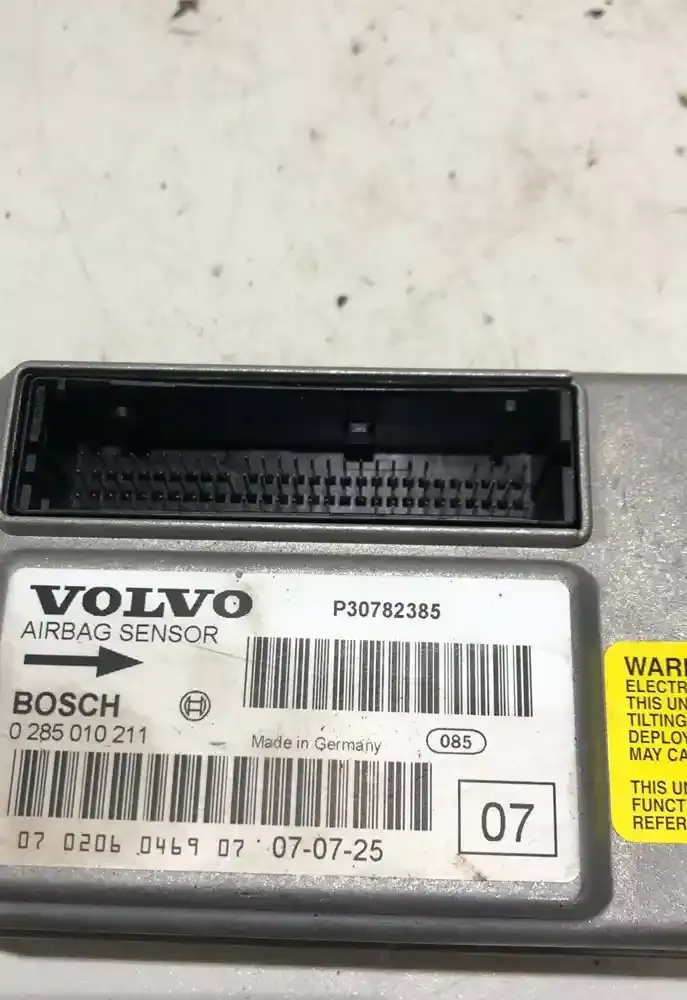 VOLVO
P30782385
AIRBAG SENSOR
BOSCH
0 285 010 211
Made in Germany
085
07 0206 0469 07
07-07-25
07
ELECTR
THIS UN
TILTING
DEPLOY
MAY CA
THIS UN
FUNCT
REFER